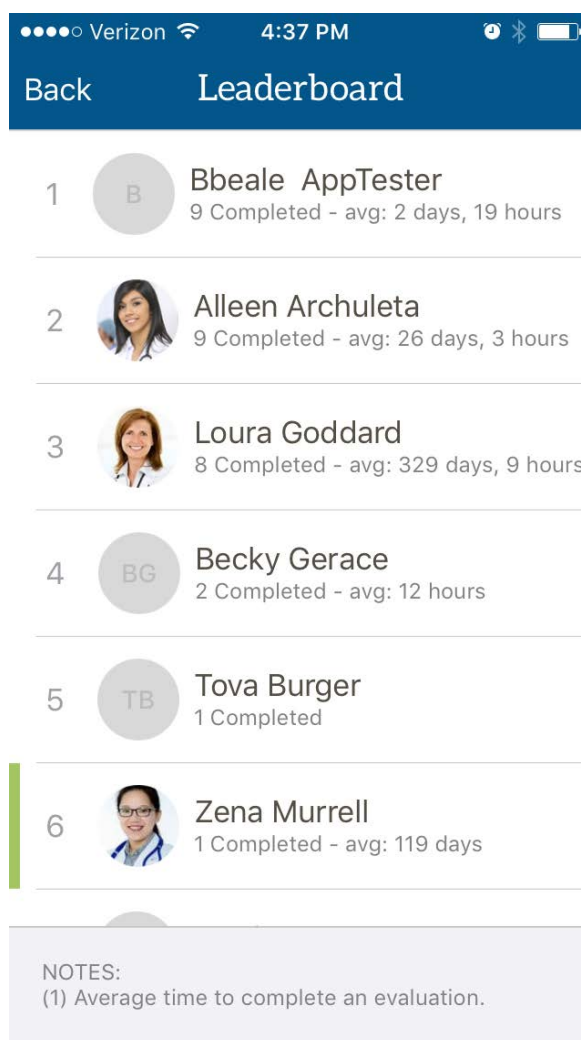 Verizon 4:37 PM
Back Leaderboard
1 B Bbeale AppTester
9 Completed - avg: 2 days, 19 hours
2 Alleen Archuleta
9 Completed - avg: 26 days, 3 hours
3 Loura Goddard
8 Completed - avg: 329 days, 9 hours
4 BG Becky Gerace
2 Completed - avg: 12 hours
5 TB Tova Burger
1 Completed
6 Zena Murrell
1 Completed - avg: 119 days
NOTES:
(1) Average time to complete an evaluation.